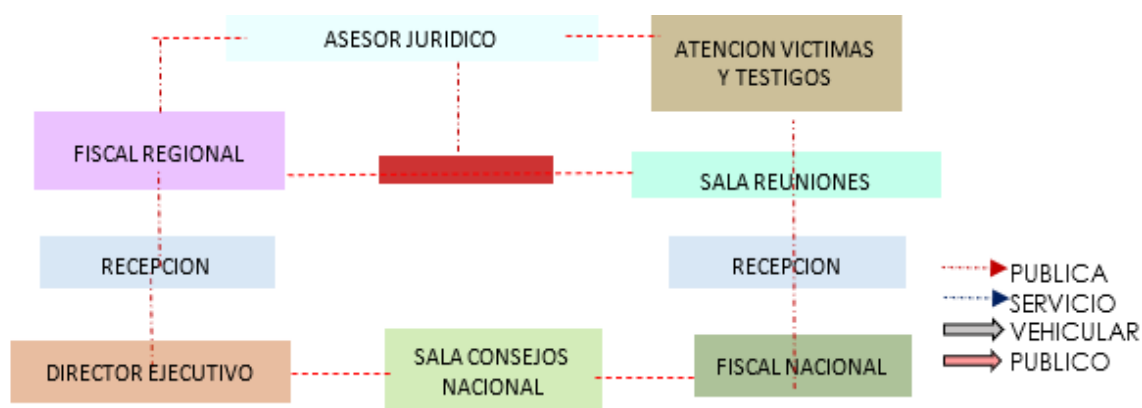 ASESOR JURIDICO
ATENCION VICTIMAS
Y TESTIGOS
FISCAL REGIONAL
SALA REUNIONES
RECEPCION
RECEPCION
DIRECTOR EJECUTIVO
SALA CONSEJOS
NACIONAL
FISCAL NACIONAL
PUBLICA
SERVICIO
VEHICULAR
PUBLICO